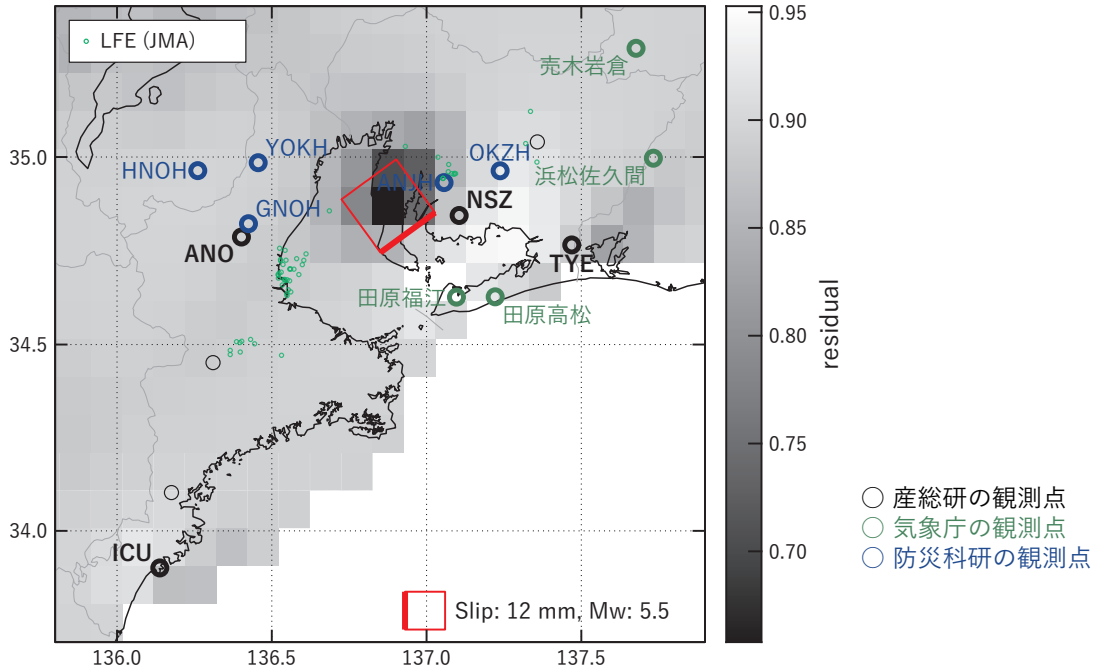 LFE (JMA)
売木岩倉
YOKH
HNOH
OKZH
ANJH
浜松佐久間
NSZ
GNOH
ANO
TYE
田原福江
田原高松
ICU
Slip: 12 mm, Mw: 5.5
35.0
34.5
34.0
136.0
136.5
137.0
137.5
0.95
0.90
0.85
0.80
0.75
0.70
residual
産総研の観測点
気象庁の観測点
防災科研の観測点